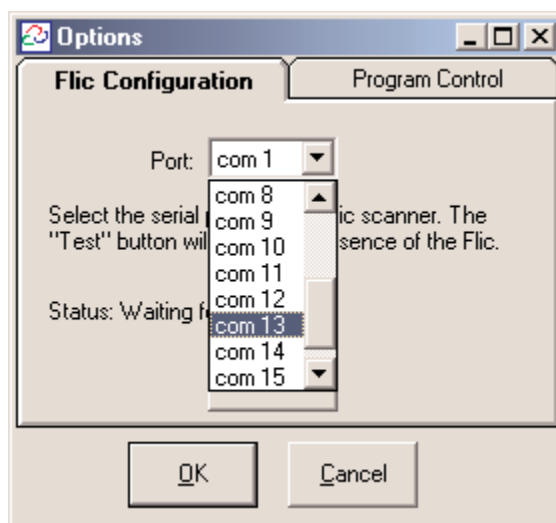 Options
Flic Configuration
Program Control
Port: com 1
com 8
Select the serial p ic scanner. The
com 9
"Test" button wil sence of the Flic.
com 10
com 11
com 12
Status: Waiting f
com 13
com 14
com 15
OK
Cancel